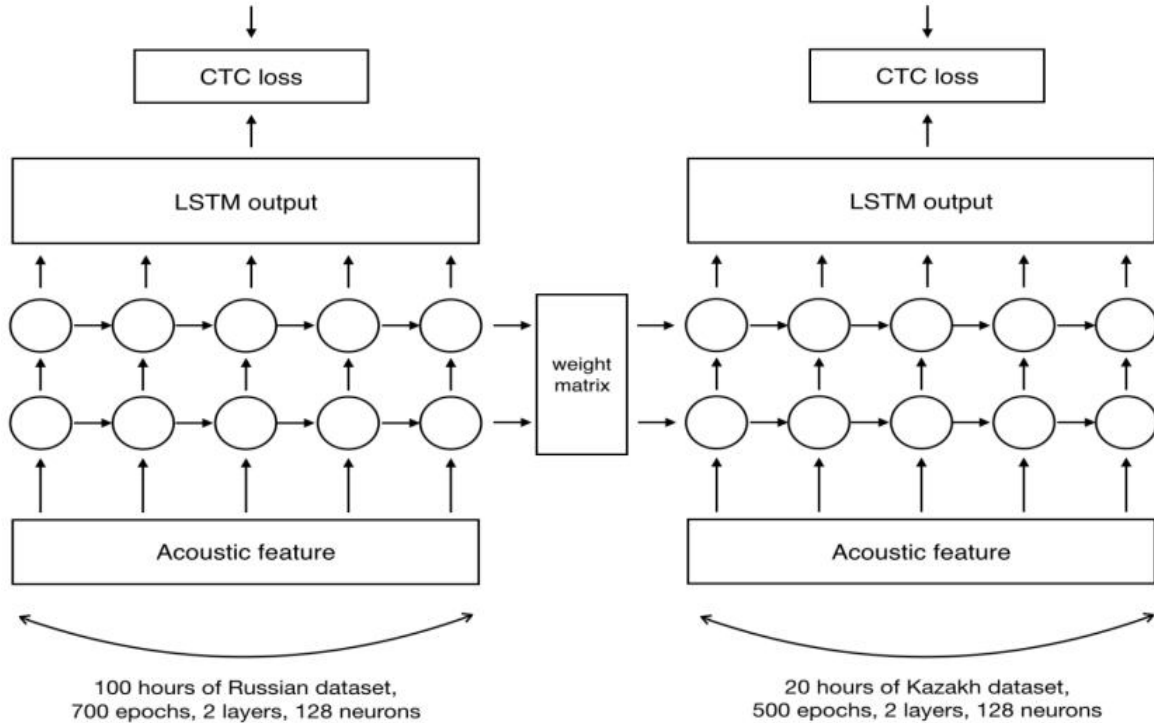 CTC loss
CTC loss
LSTM output
LSTM output
weight
matrix
Acoustic feature
Acoustic feature
100 hours of Russian dataset,
700 epochs, 2 layers, 128 neurons
20 hours of Kazakh dataset,
500 epochs, 2 layers, 128 neurons